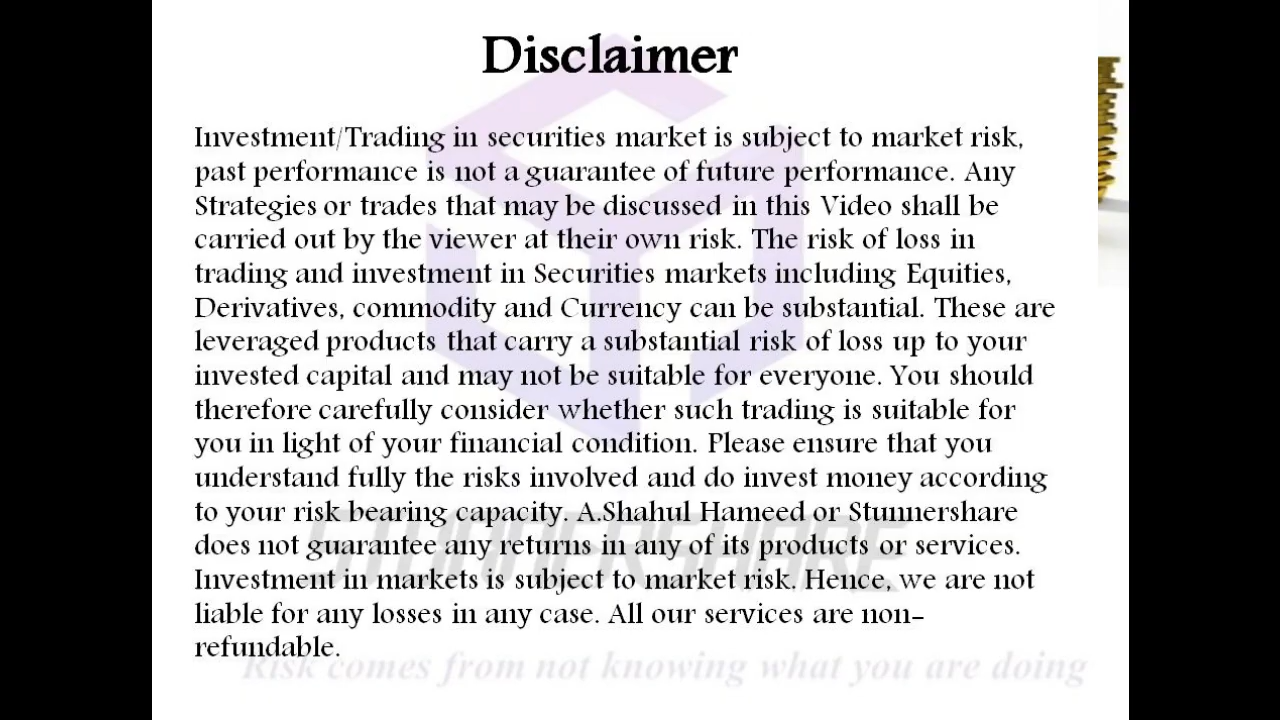 Disclaimer
Investment/Trading in securities market is subject to market risk,
past performance is not a guarantee of future performance. Any
Strategies or trades that may be discussed in this Video shall be
carried out by the viewer at their own risk. The risk of loss in
trading and investment in Securities markets including Equities,
Derivatives, commodity and Currency can be substantial. These are
leveraged products that carry a substantial risk of loss up to your
invested capital and may not be suitable for everyone. You should
therefore carefully consider whether such trading is suitable for
you in light of your financial condition. Please ensure that you
understand fully the risks involved and do invest money according
to your risk bearing capacity. A.Shahul Hameed or Stunnershare
does not guarantee any returns in any of its products or services.
Investment in markets is subject to market risk. Hence, we are not
liable for any losses in any case. All our services are non-
refundable.
STUNNERSHARE
Risk comes from not knowing what you are doing